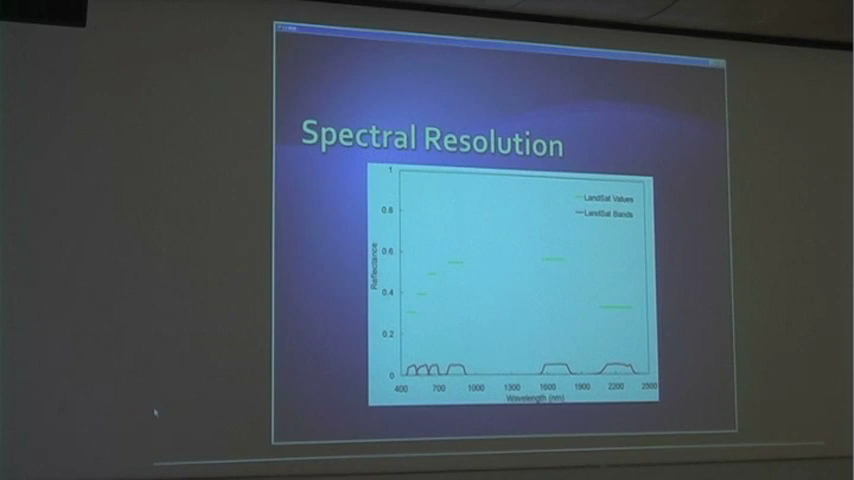 Spectral Resolution
1
LandSat Values
0.8
LandSat Bands
0.6
Reflectance
0.4
0.2
0
400 700 1000 1300 1600 1900 2200 2500
Wavelength (nm)